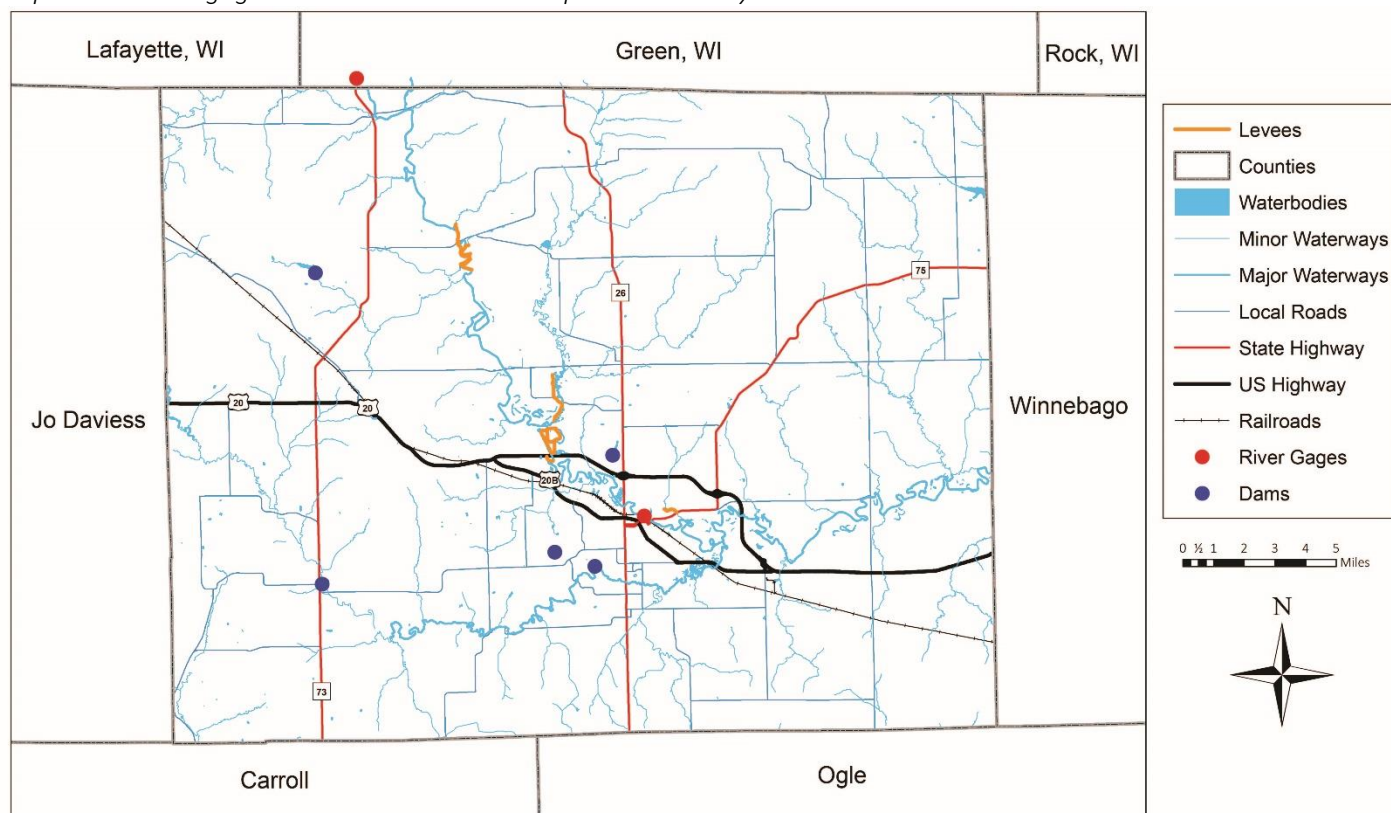 Lafayette, WI
Green, WI
Rock, WI
Jo Daviess
Winnebago
Carroll
Ogle
75
26
20
20
20B
73
Levees
Counties
Waterbodies
Minor Waterways
Major Waterways
Local Roads
State Highway
US Highway
Railroads
River Gages
Dams
0 ½ 1 2 3 4 5 Miles
N